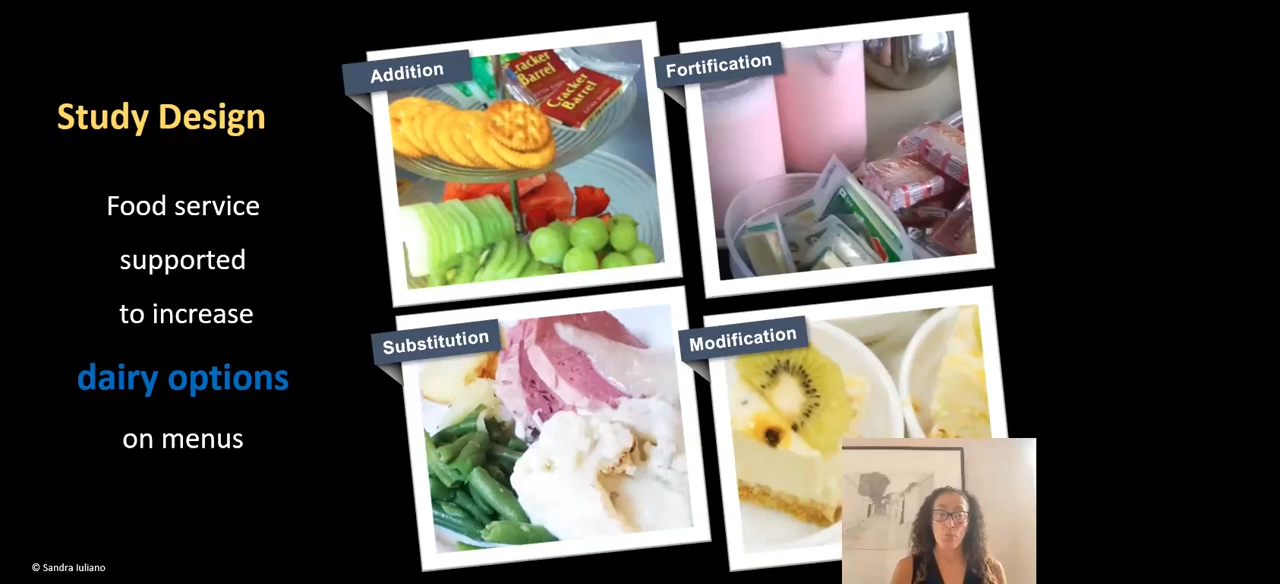 Study Design
Food service
supported
to increase
dairy options
on menus
Addition
Cracker
Barrel
Cracker
Barrel
Fortification
Substitution
Modification
© Sandra Iuliano